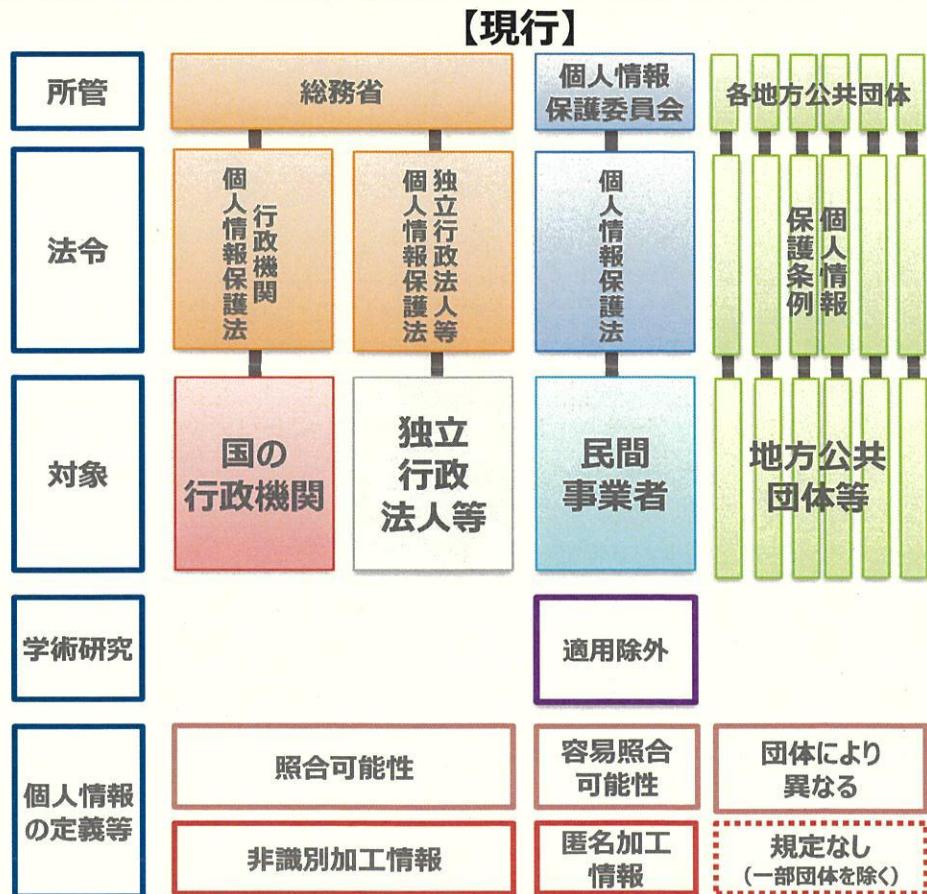 【現行】
所管
総務省
個人情報
保護委員会
各地方公共団体
法令
行政機関
個人情報保護法
独立行政法人等
個人情報保護法
個人情報保護法
個人情報
保護条例
対象
国の
行政機関
独立
行政
法人等
民間
事業者
地方公共
団体等
学術研究
適用除外
個人情報
の定義等
照合可能性
容易照合
可能性
団体により
異なる
非識別加工情報
匿名加工
情報
規定なし
（一部団体を除く）